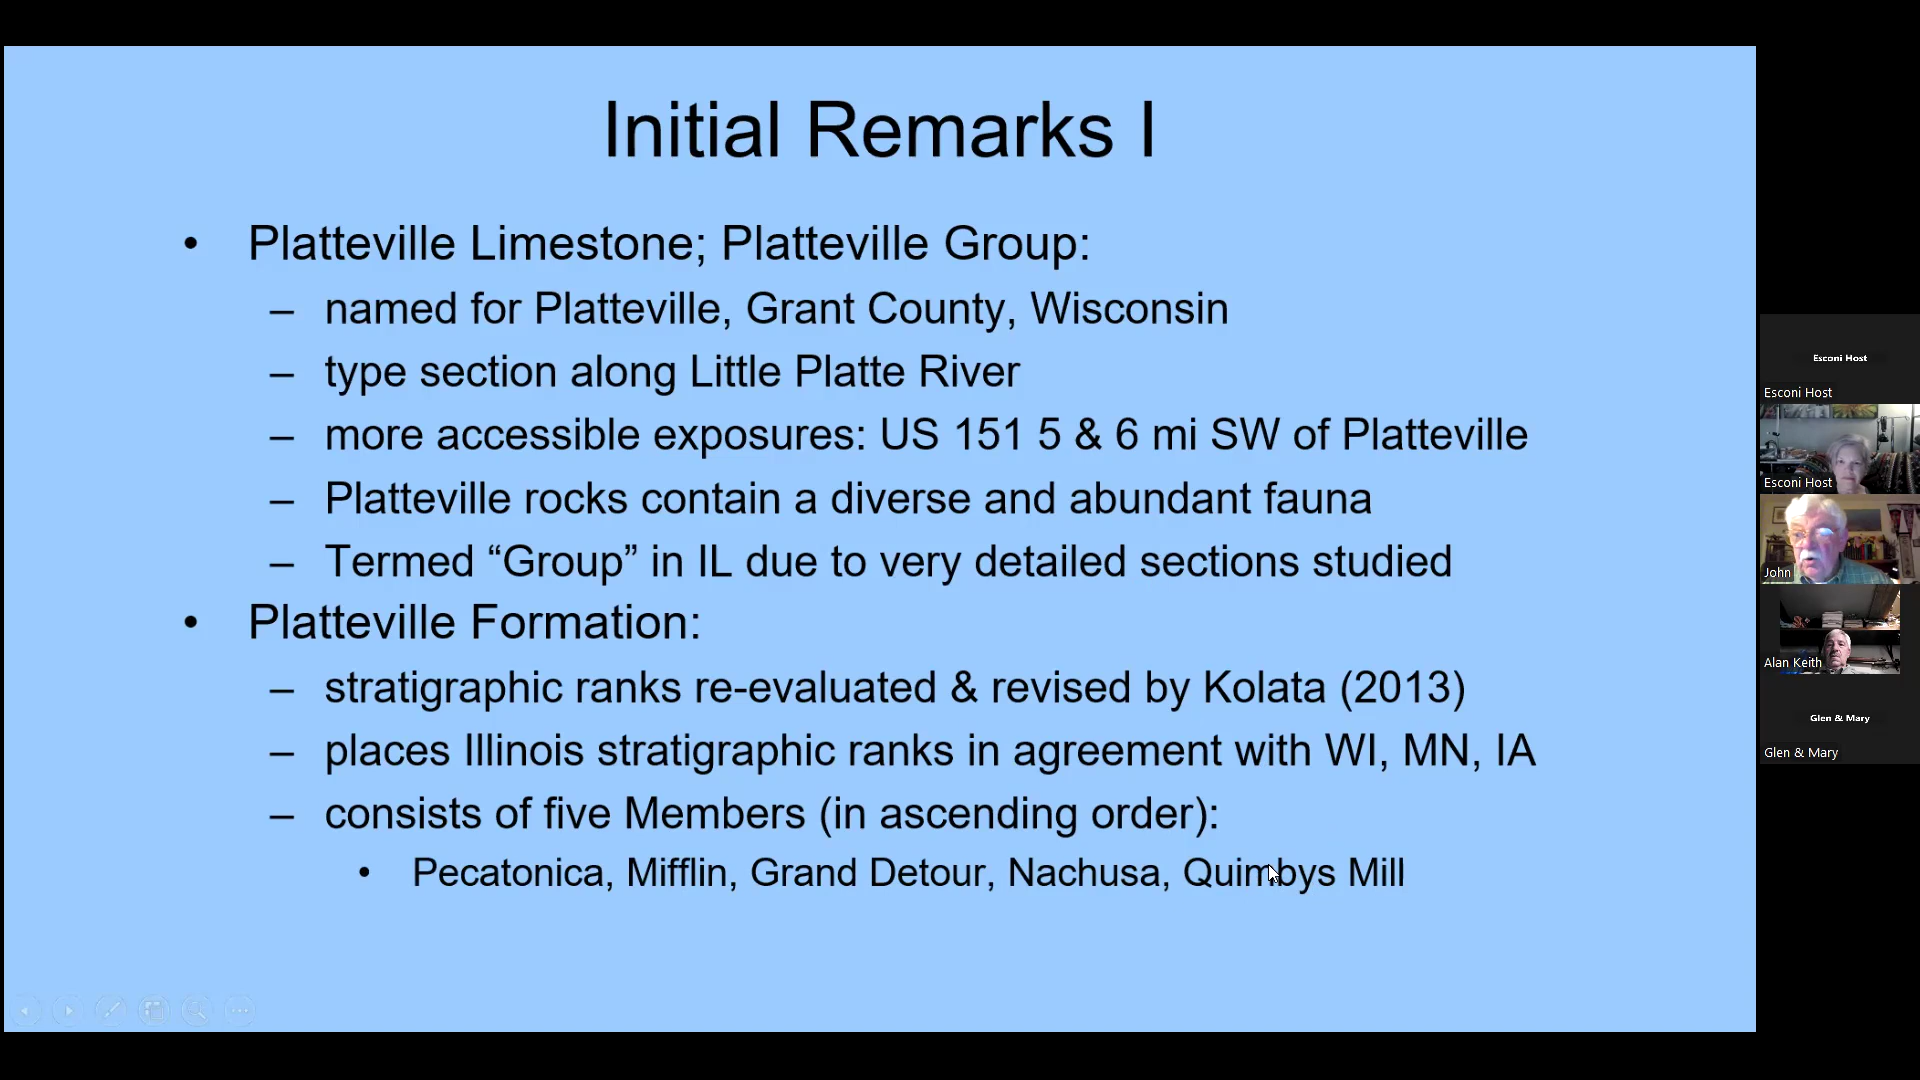 Initial Remarks I
• Platteville Limestone; Platteville Group:
– named for Platteville, Grant County, Wisconsin
– type section along Little Platte River
– more accessible exposures: US 151 5 & 6 mi SW of Platteville
– Platteville rocks contain a diverse and abundant fauna
– Termed “Group” in IL due to very detailed sections studied
• Platteville Formation:
– stratigraphic ranks re-evaluated & revised by Kolata (2013)
– places Illinois stratigraphic ranks in agreement with WI, MN, IA
– consists of five Members (in ascending order):
• Pecatonica, Mifflin, Grand Detour, Nachusa, Quimbys Mill
Esconi Host
Esconi Host
Esconi Host
John
Alan Keith
Glen & Mary
Glen & Mary